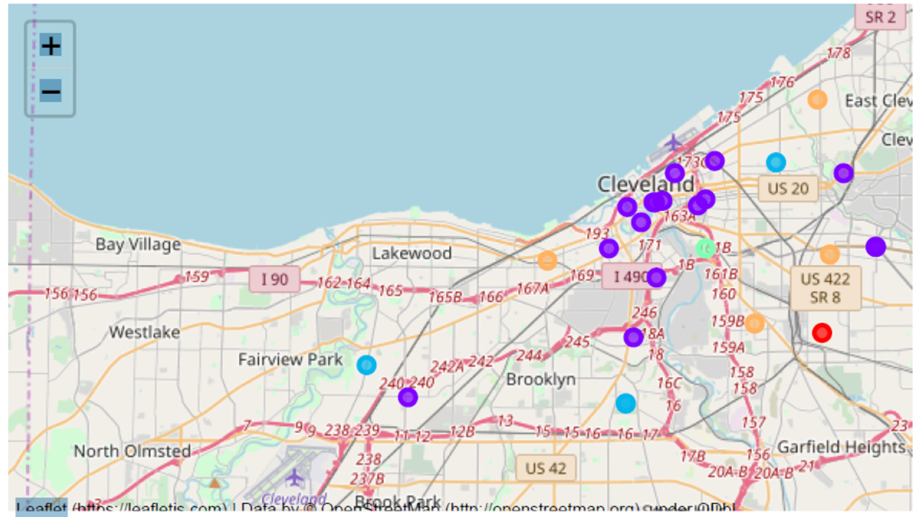 +
−
SR 2
178
176
175
175
East Clev
Clev
173C
Cleveland
US 20
163A
193
171
1B
Bay Village
Lakewood
I 90
159
156 156
162 164
165
165B
166
167A
169
I 490
1B
161B
US 422
SR 8
160
246
159B
18A
159A
245
18
Westlake
Fairview Park
242A 242
244
240 240
Brooklyn
158
158
16C
16
157
7
9
9
238 239
11 12
12B
13
15 15 16
16
17
North Olmsted
238
237B
US 42
17B
156
20A-B
20A-B
21
23
Garfield Heights
Cleveland
Brook Park
Leaflet (https://leafletjs.com) | Data by © OpenStreetMap (http://openstreetmap.org), under ODbL